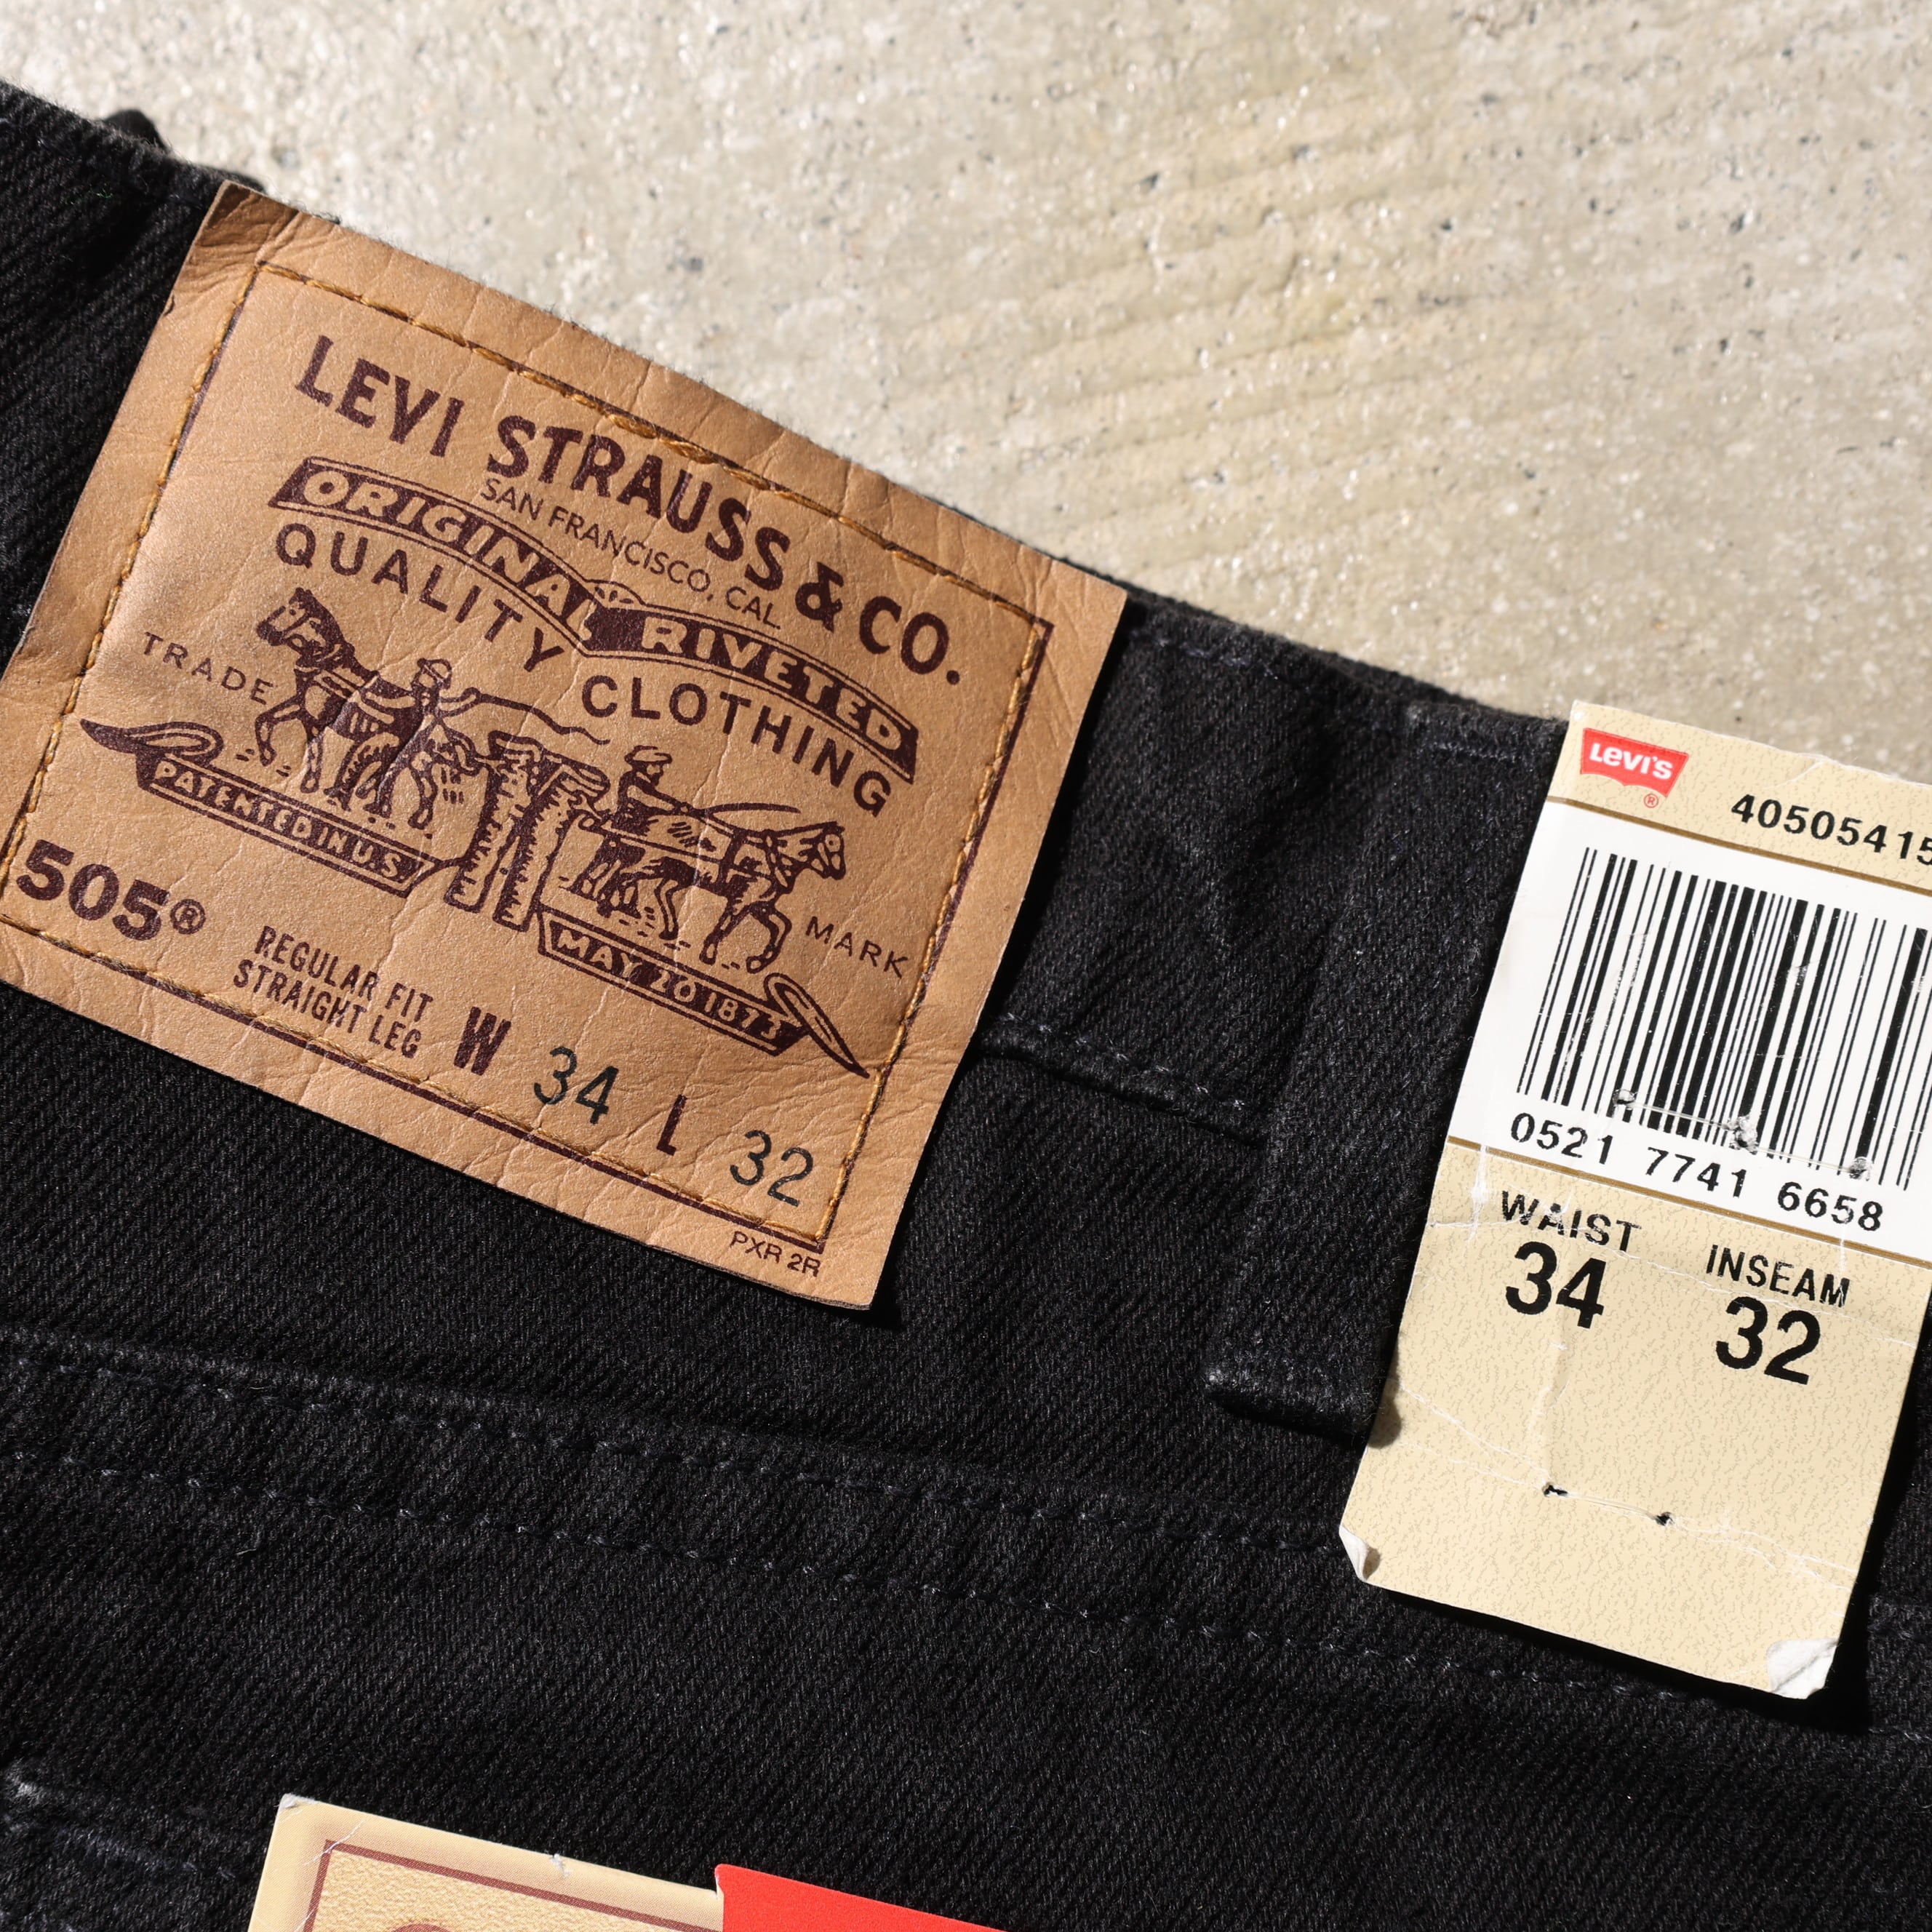 LEVI STRAUSS & CO.
SAN FRANCISCO, CAL
ORIGINAL RIVETED
QUALITY CLOTHING
TRADE MARK
PATENTED IN U.S.
MAY 20 1873
505®
REGULAR FIT
STRAIGHT LEG
W 34 L 32
PXR 2R
Levi's
®
40505415
0521 7741 6658
WAIST INSEAM
34 32